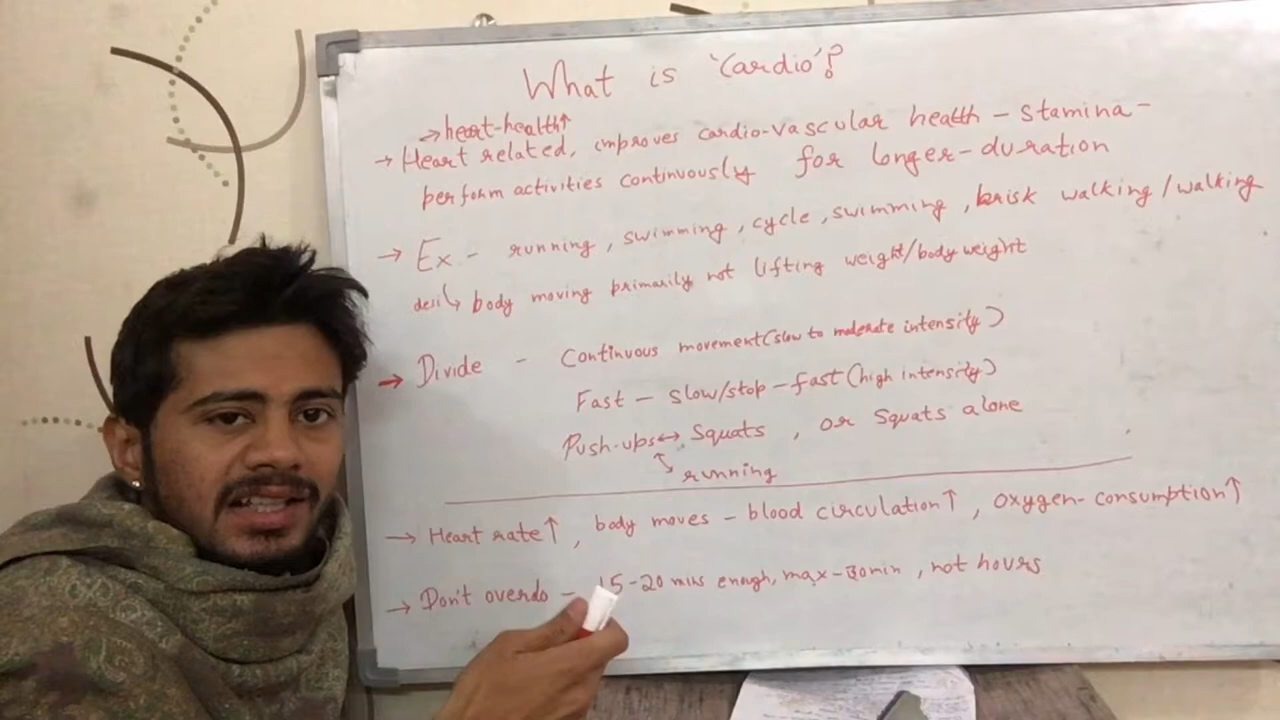 What is 'Cardio'?
→heart-health↑
→ Heart related, improves cardio-vascular health - stamina -
perform activities continuously for longer-duration
→ Ex - running, swimming, cycle, swimming, brisk walking/walking
desi↳ body moving primarily not lifting weight/body weight
→ Divide - Continuous movement(slow to moderate intensity)
Fast - slow/stop - fast (high intensity)
Push-ups↔ Squats, or Squats alone
↕ running
→ Heart rate↑, body moves - blood circulation↑, oxygen-consumption↑
→ Don't overdo - 15-20 mins enough, max-30min, not hours